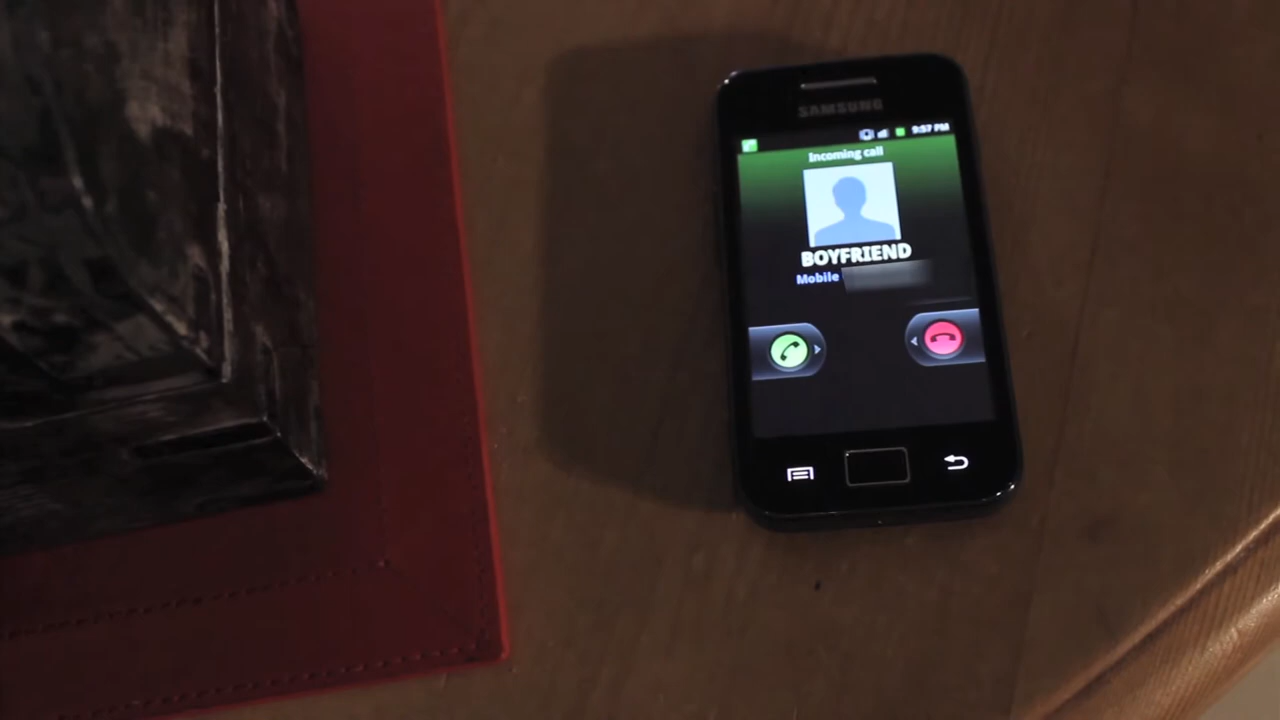 SAMSUNG
9:57 PM
Incoming call
BOYFRIEND
Mobile